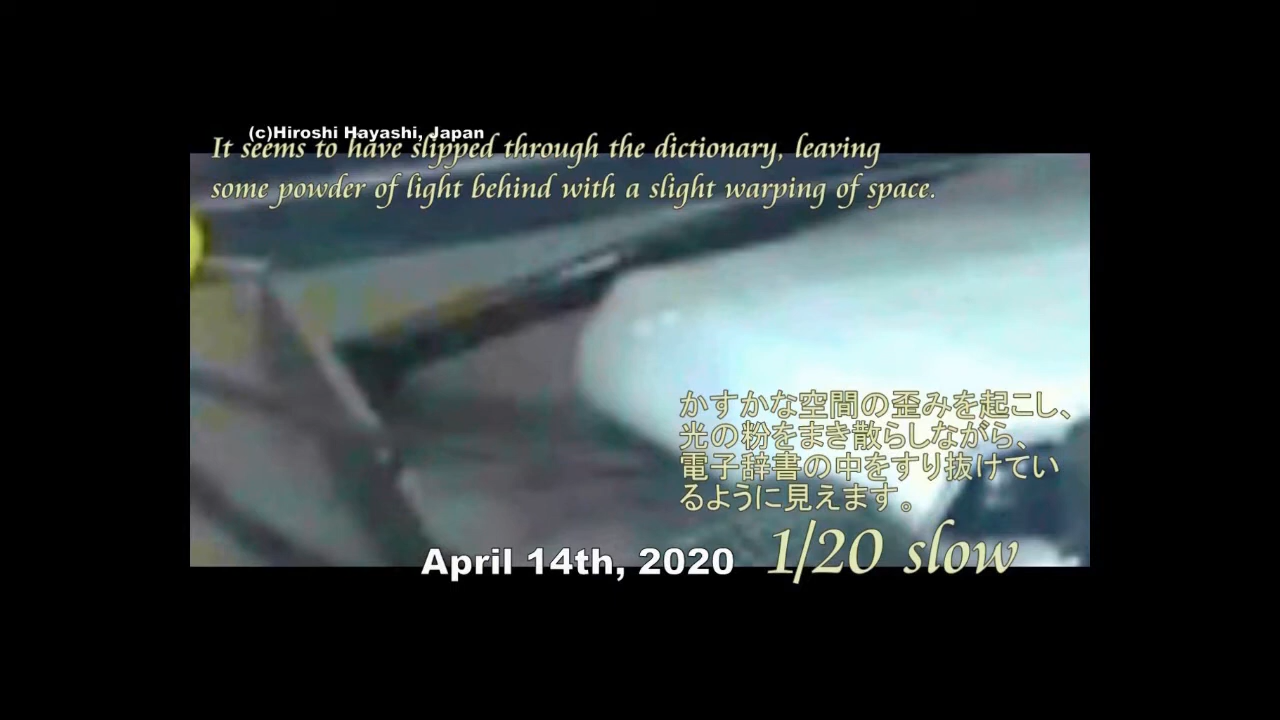 (c)Hiroshi Hayashi, Japan
It seems to have slipped through the dictionary, leaving
some powder of light behind with a slight warping of space.
かすかな空間の歪みを起こし、
光の粉をまき散らしながら、
電子辞書の中をすり抜けてい
るように見えます。
April 14th, 2020
1/20 slow